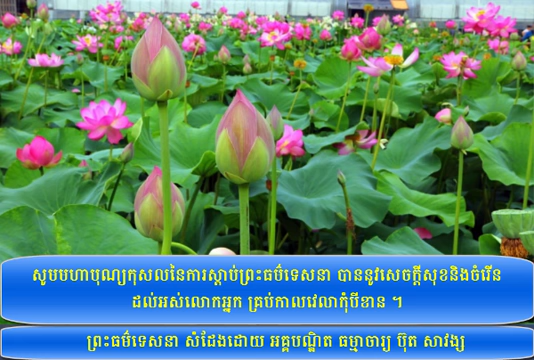 សូមមហាបុណ្យកុសលនៃការស្ដាប់ព្រះធម៌ទេសនា បាននូវសេចក្ដីសុខនិងចំរើន
ដល់អស់លោកអ្នក គ្រប់កាលវេលាកុំបីខាន ។
ព្រះធម៌ទេសនា សំដែងដោយ អគ្គបណ្ឌិត ធម្មាចារ្យ ប៊ុត សាវង្ស